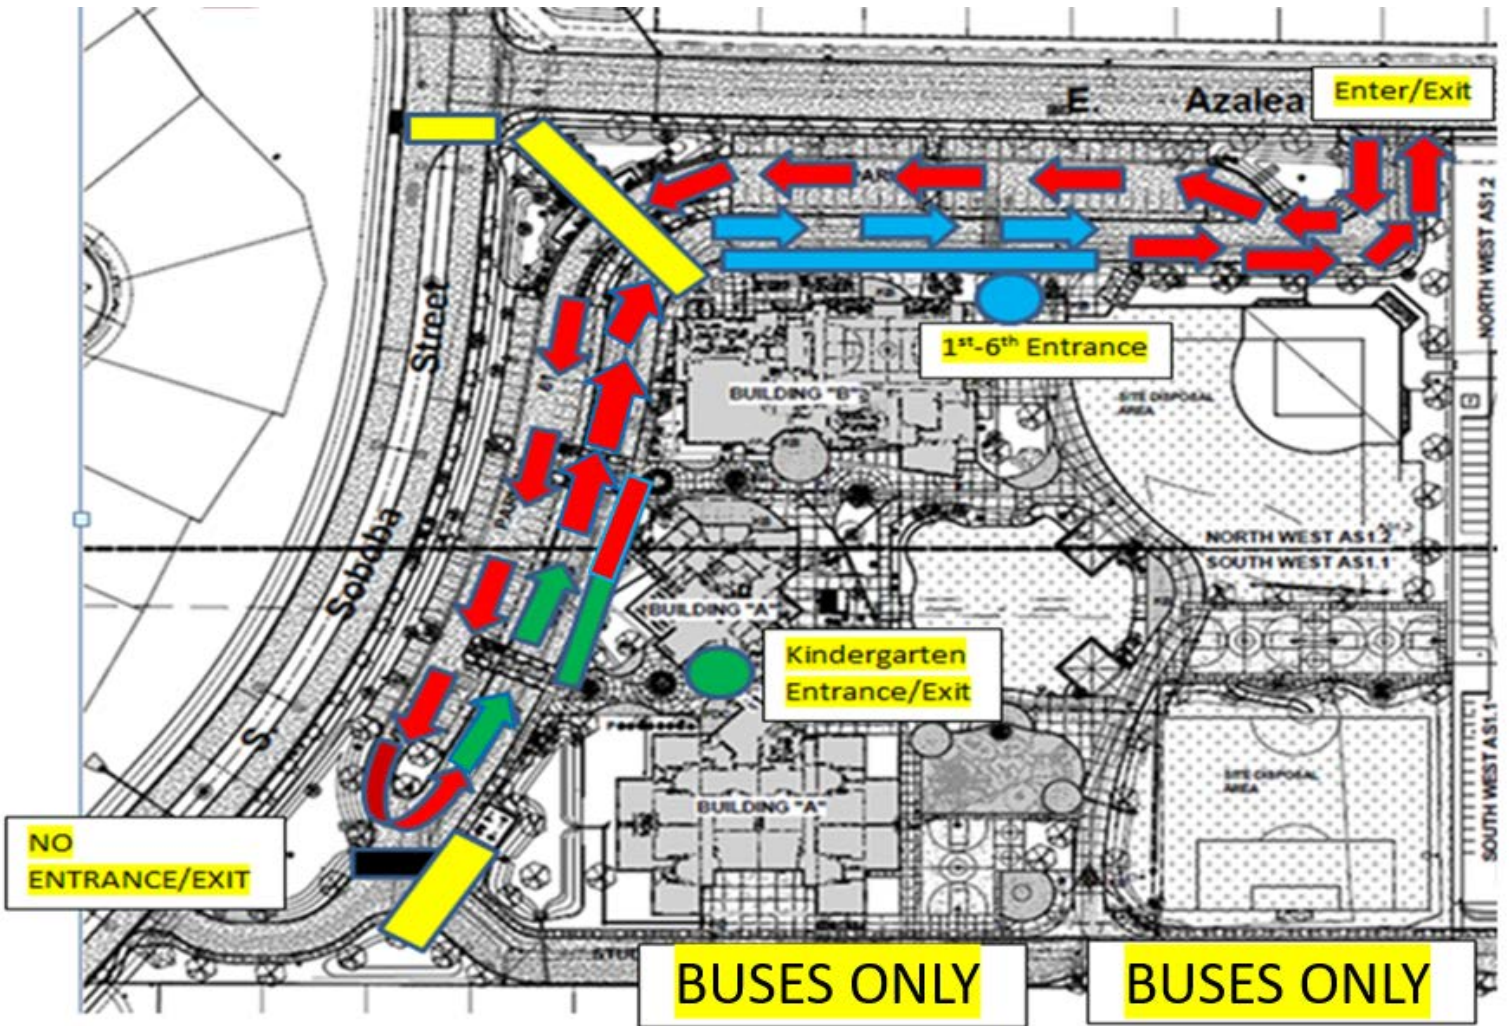 E. Azalea
Enter/Exit
NORTH WEST AS1.2
Street
1st-6th Entrance
BUILDING "B"
SITE DISPOSAL
AREA
Soboba
NORTH WEST AS1.2
SOUTH WEST AS1.1
BUILDING "A"
Kindergarten
Entrance/Exit
S
SITE DISPOSAL
AREA
BUILDING "A"
SOUTH WEST AS1.1
NO
ENTRANCE/EXIT
BUSES ONLY
BUSES ONLY